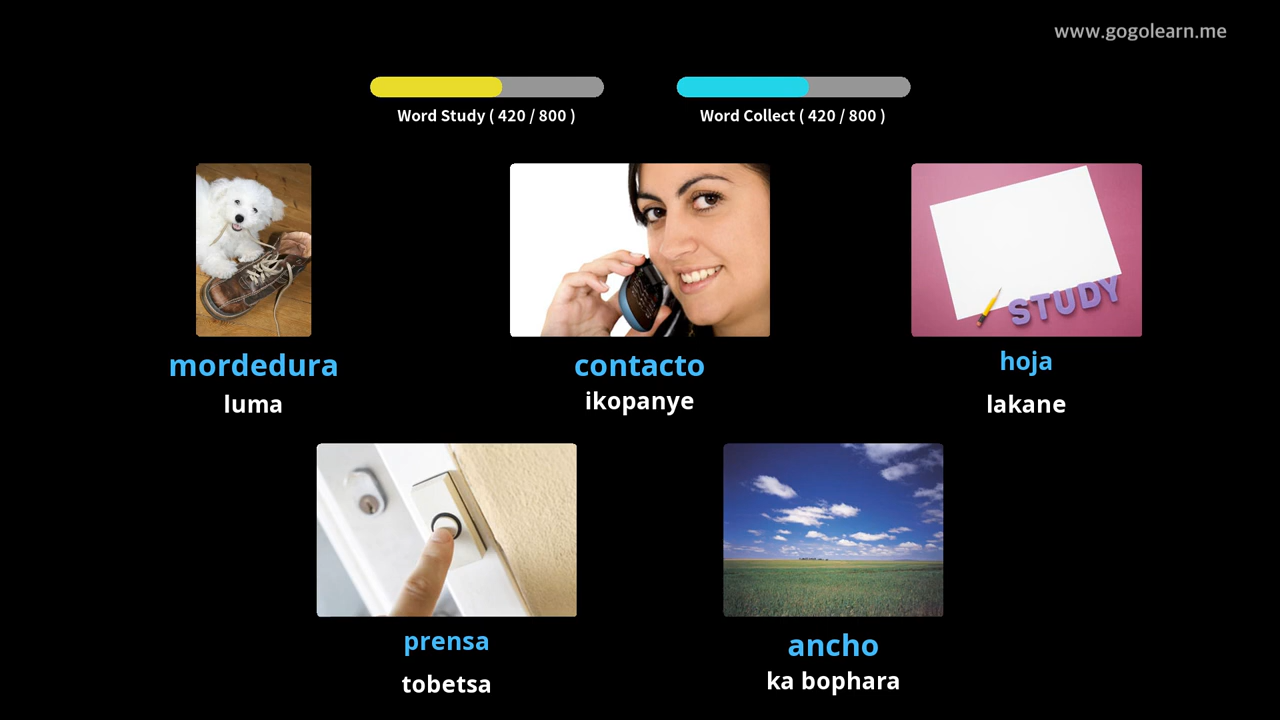 www.gogolearn.me
Word Study ( 420 / 800 )
Word Collect ( 420 / 800 )
STUDY
mordedura
luma
contacto
ikopanye
hoja
lakane
prensa
tobetsa
ancho
ka bophara